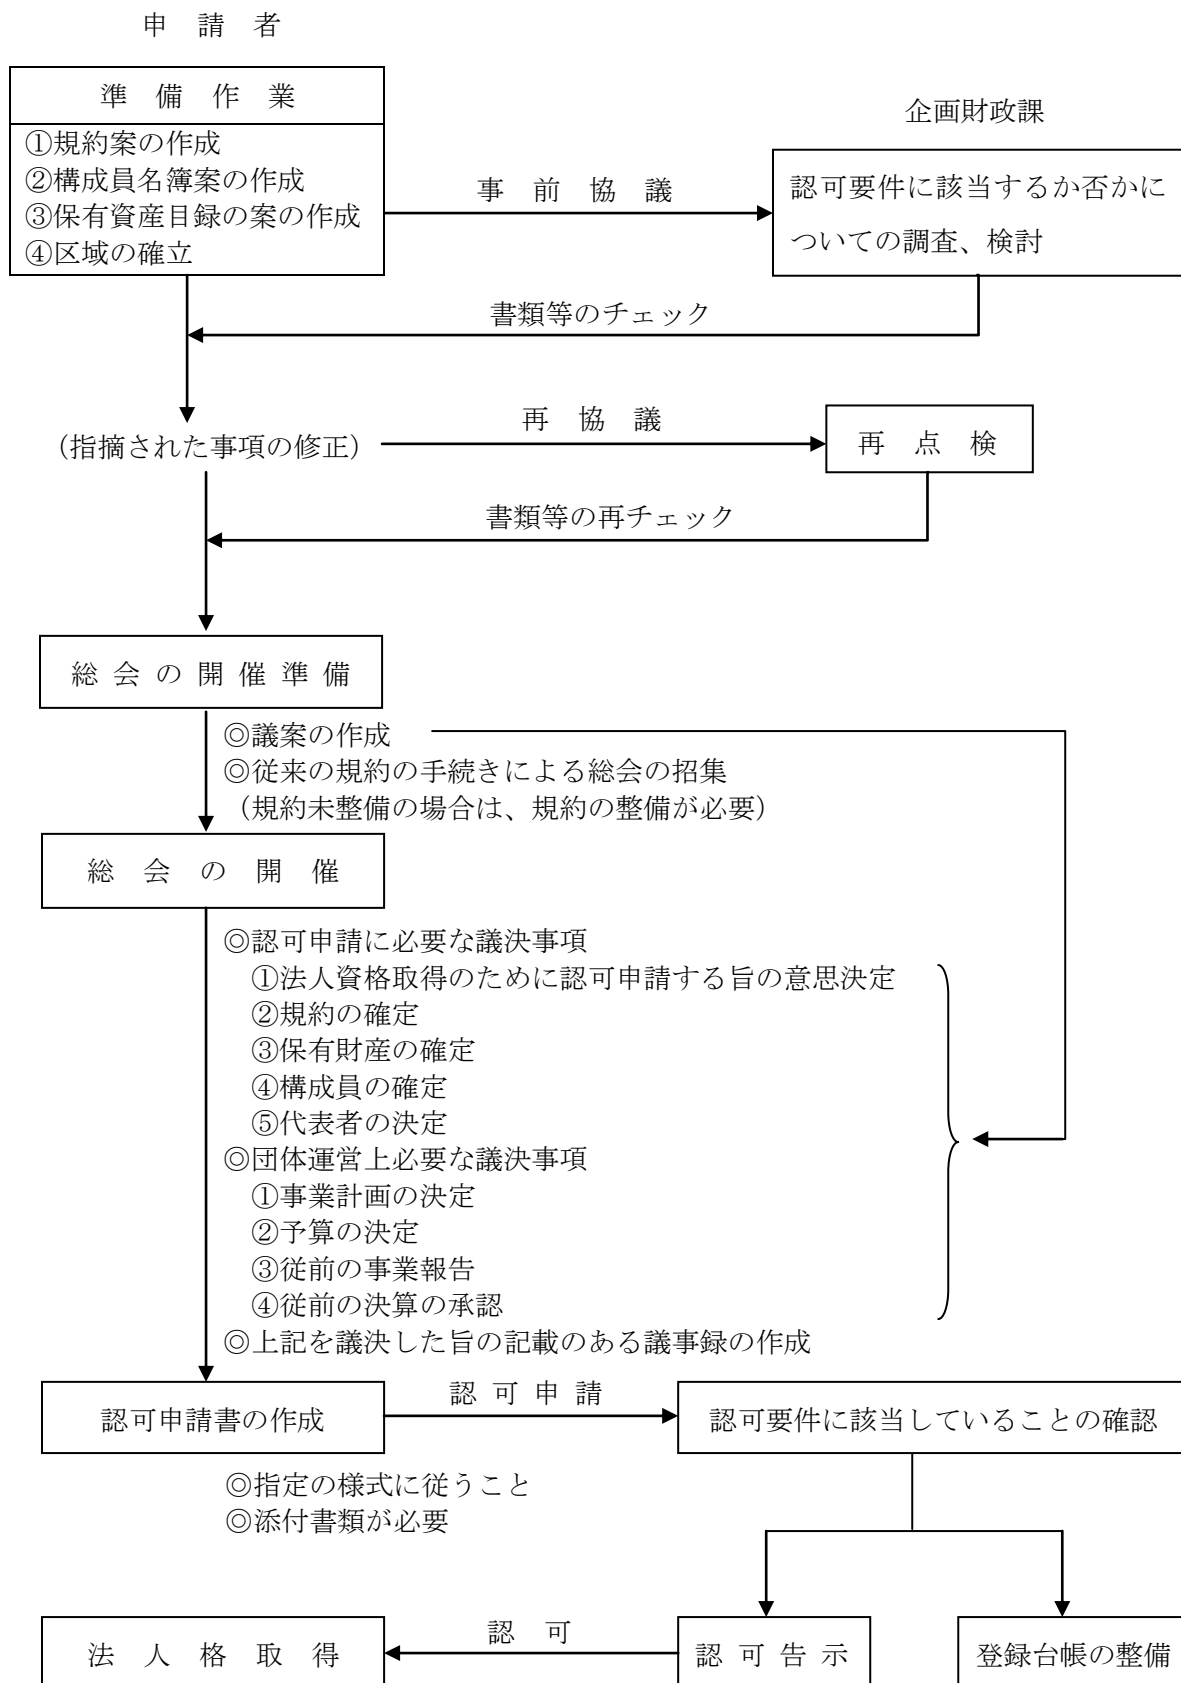 申請者
準備作業
①規約案の作成
②構成員名簿案の作成
③保有資産目録の案の作成
④区域の確立
事前協議
企画財政課
認可要件に該当するか否かに
ついての調査、検討
書類等のチェック
(指摘された事項の修正)
再協議
再点検
書類等の再チェック
総会の開催準備
◎議案の作成
◎従来の規約の手続きによる総会の招集
(規約未整備の場合は、規約の整備が必要)
総会の開催
◎認可申請に必要な議決事項
①法人資格取得のために認可申請する旨の意思決定
②規約の確定
③保有財産の確定
④構成員の確定
⑤代表者の決定
◎団体運営上必要な議決事項
①事業計画の決定
②予算の決定
③従前の事業報告
④従前の決算の承認
◎上記を議決した旨の記載のある議事録の作成
認可申請書の作成
認可申請
認可要件に該当していることの確認
◎指定の様式に従うこと
◎添付書類が必要
法人格取得
認可
認可告示
登録台帳の整備